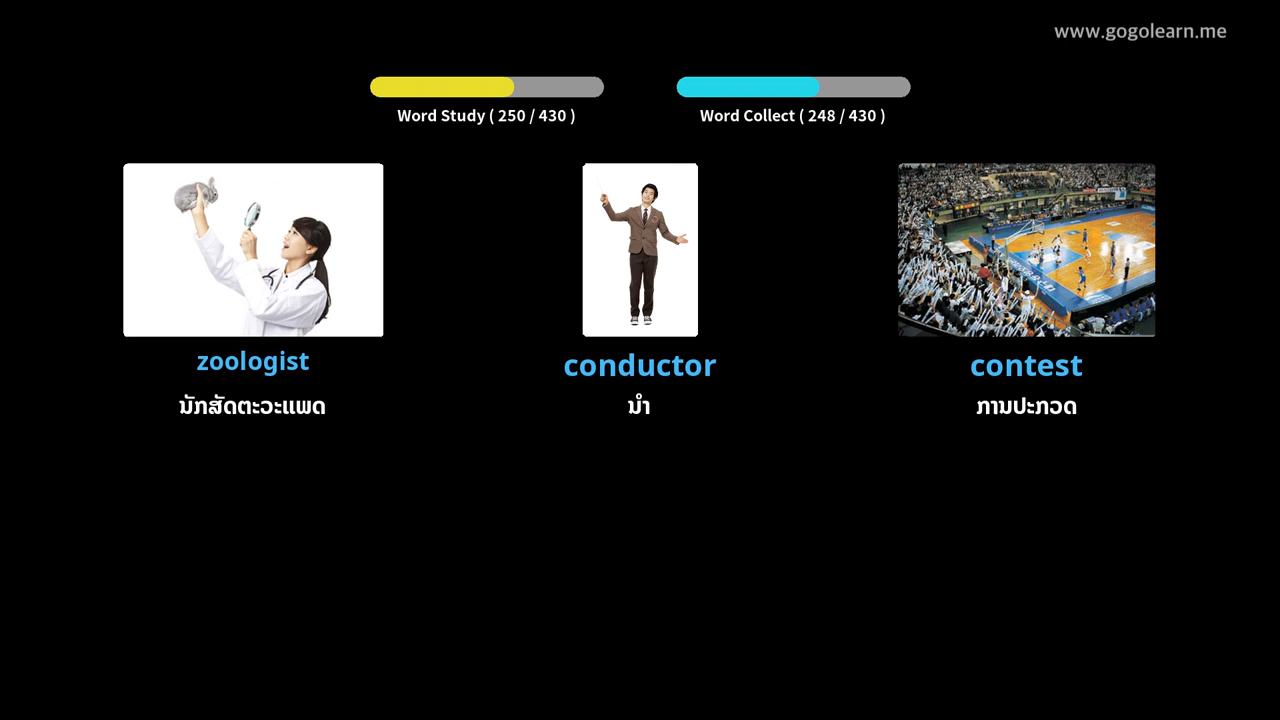 www.gogolearn.me
Word Study ( 250 / 430 )
Word Collect ( 248 / 430 )
zoologist
ນັກສັດຕະວະແພດ
conductor
ນຳ
contest
ການປະກວດ